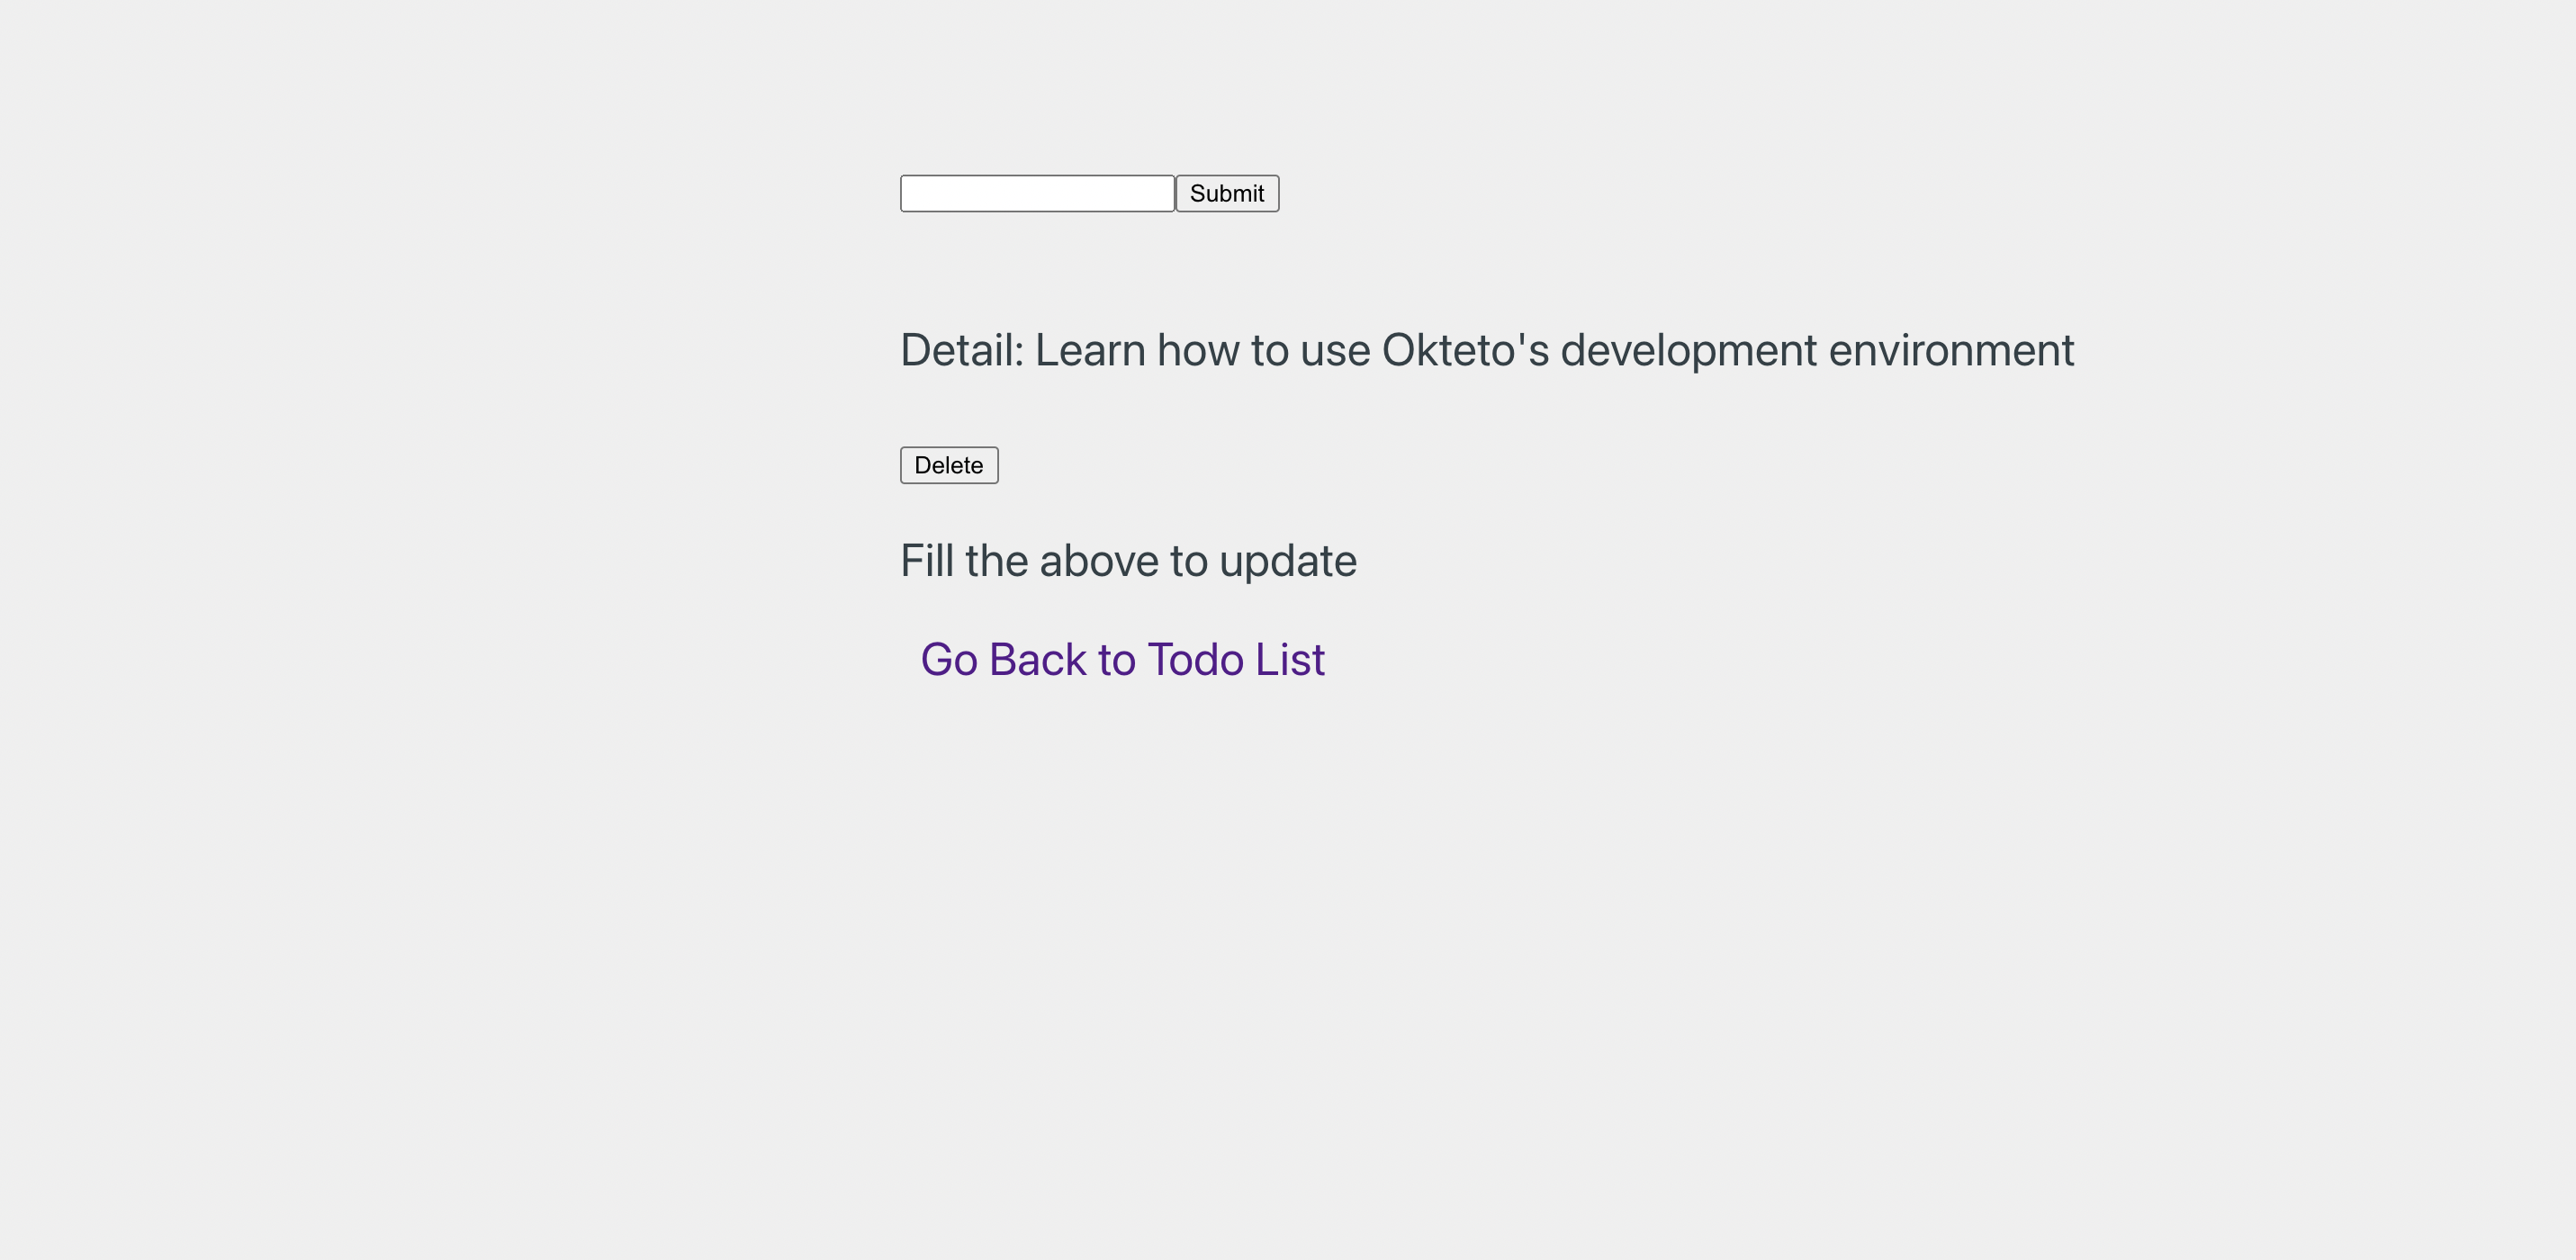 Submit
Detail: Learn how to use Okteto's development environment
Delete
Fill the above to update
Go Back to Todo List